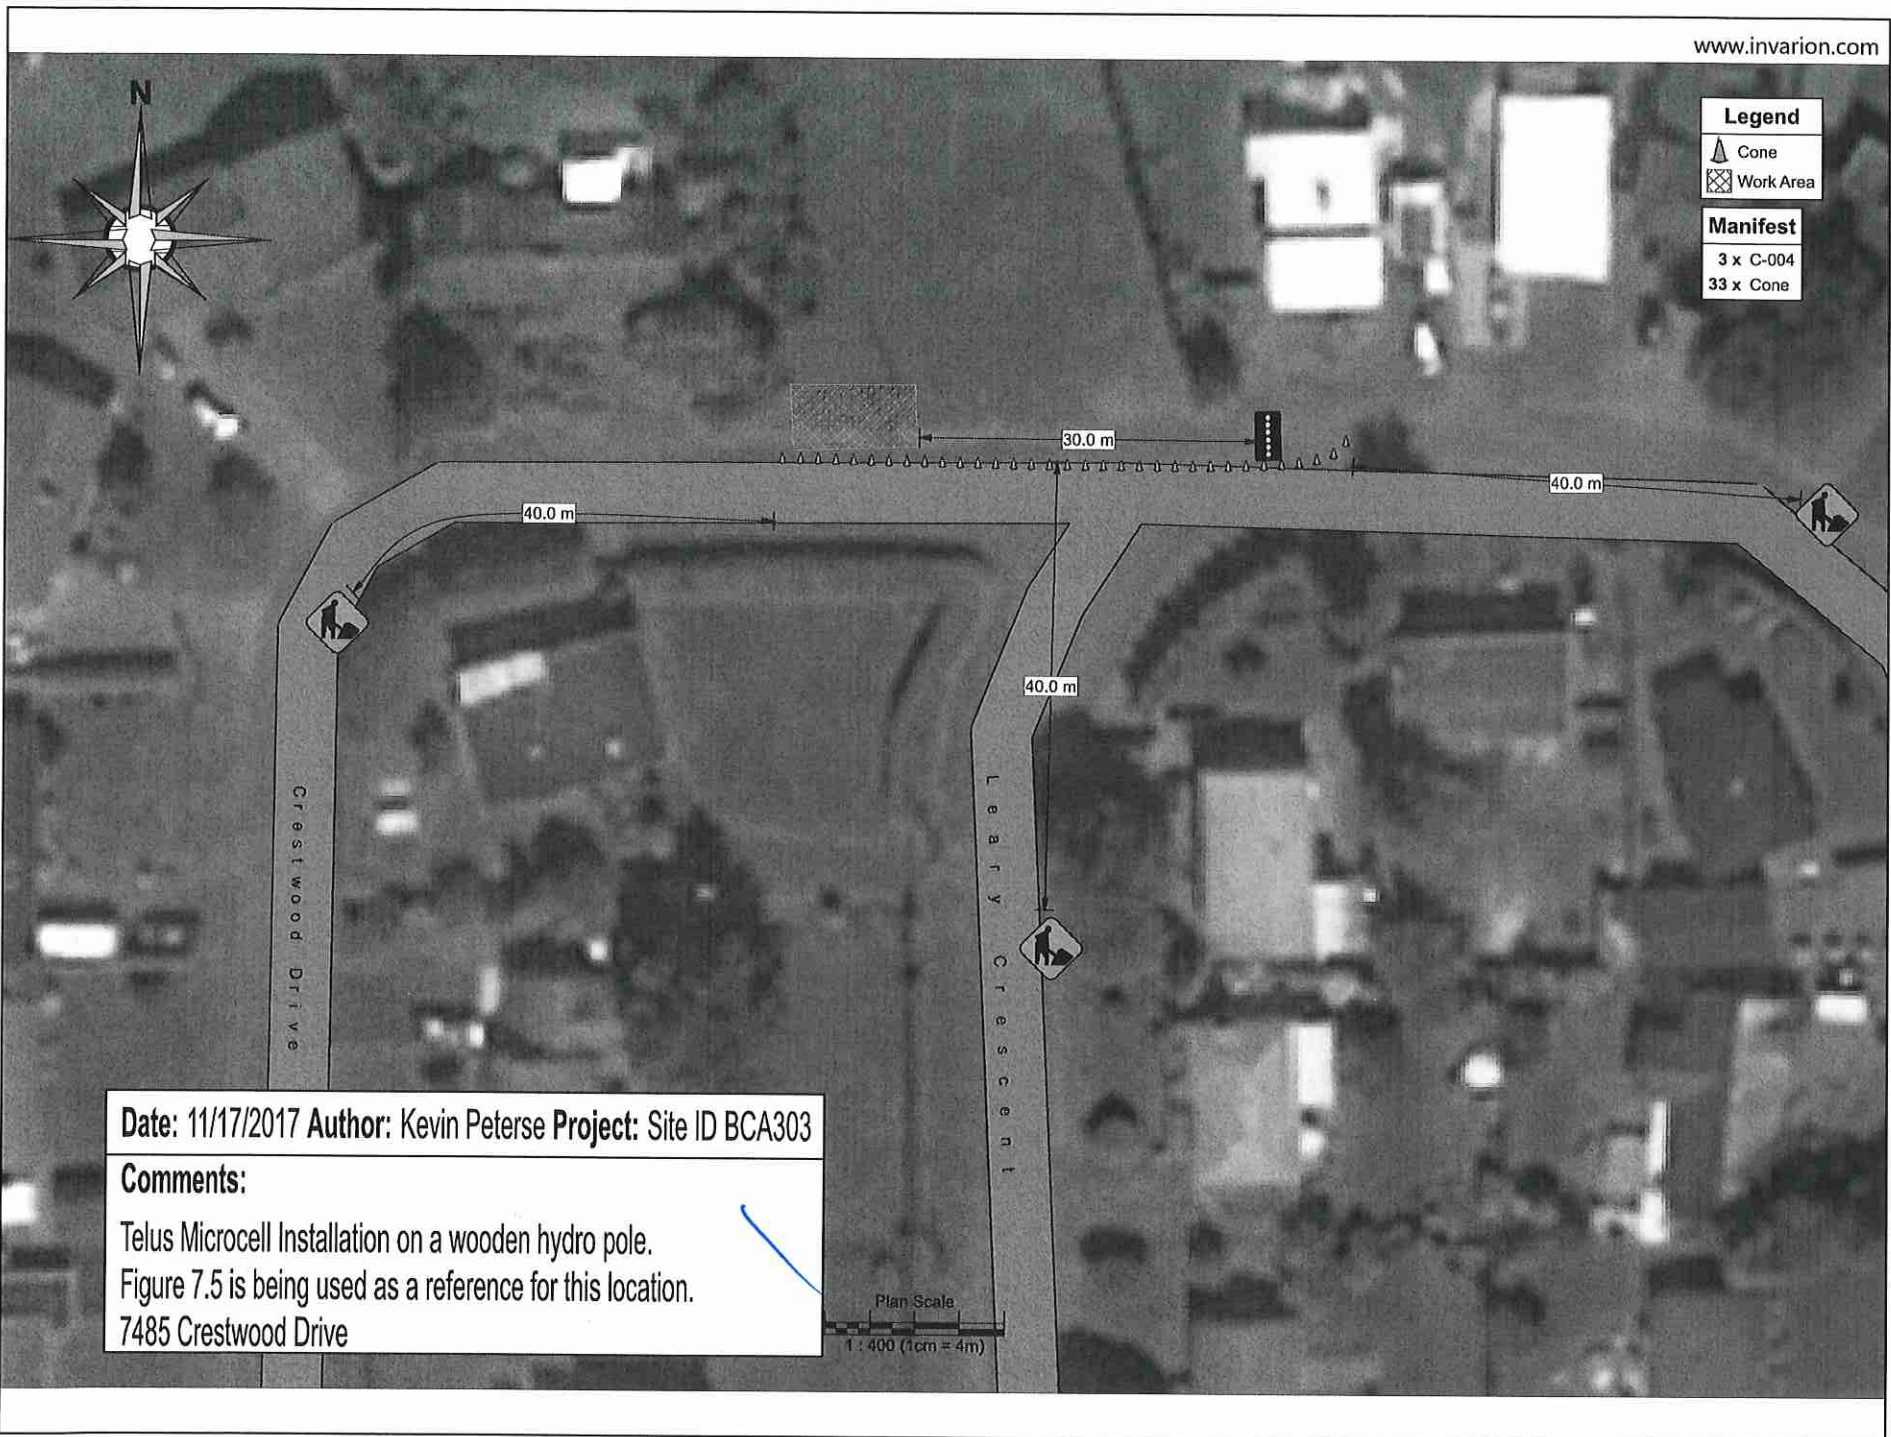 www.invarion.com
N
Legend
Cone
Work Area
Manifest
3 x C-004
33 x Cone
30.0 m
40.0 m
40.0 m
40.0 m
Crestwood Drive
Leary Crescent
Date: 11/17/2017 Author: Kevin Peterse Project: Site ID BCA303
Comments:
Telus Microcell Installation on a wooden hydro pole.
Figure 7.5 is being used as a reference for this location.
7485 Crestwood Drive
Plan Scale
1 : 400 (1cm = 4m)